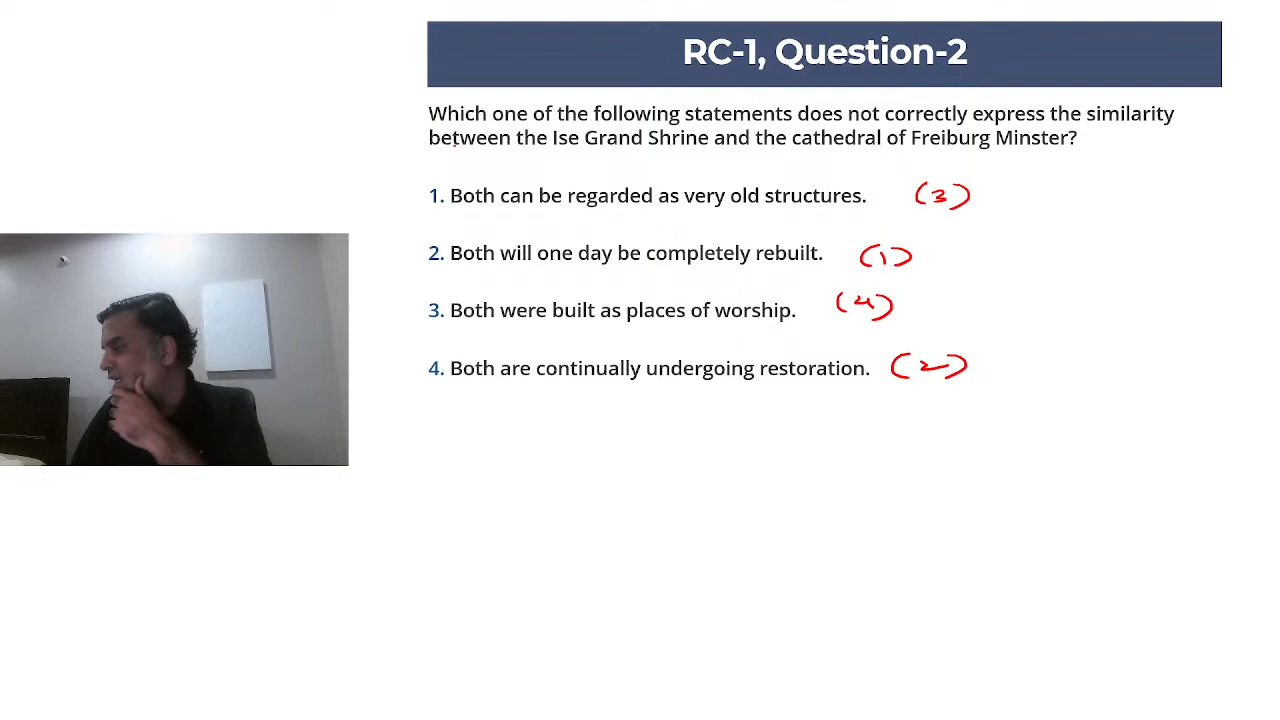 RC-1, Question-2
Which one of the following statements does not correctly express the similarity
between the Ise Grand Shrine and the cathedral of Freiburg Minster?
1. Both can be regarded as very old structures. (3)
2. Both will one day be completely rebuilt. (1)
3. Both were built as places of worship. (4)
4. Both are continually undergoing restoration. (2)